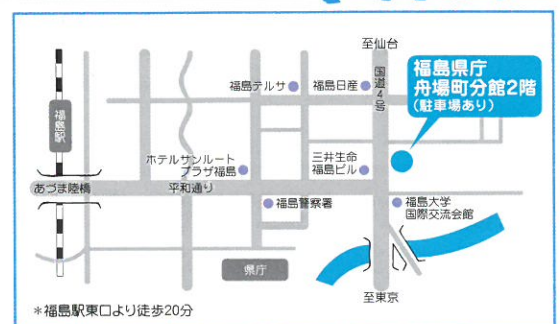 至仙台
福島県庁
舟場町分館2階
(駐車場あり)
福島テルサ
福島日産
国道4号
福島駅
ホテルサンルート
プラザ福島
三井生命
福島ビル
あづま陸橋
平和通り
福島警察署
福島大学
国際交流会館
県庁
至東京
*福島駅東口より徒歩20分